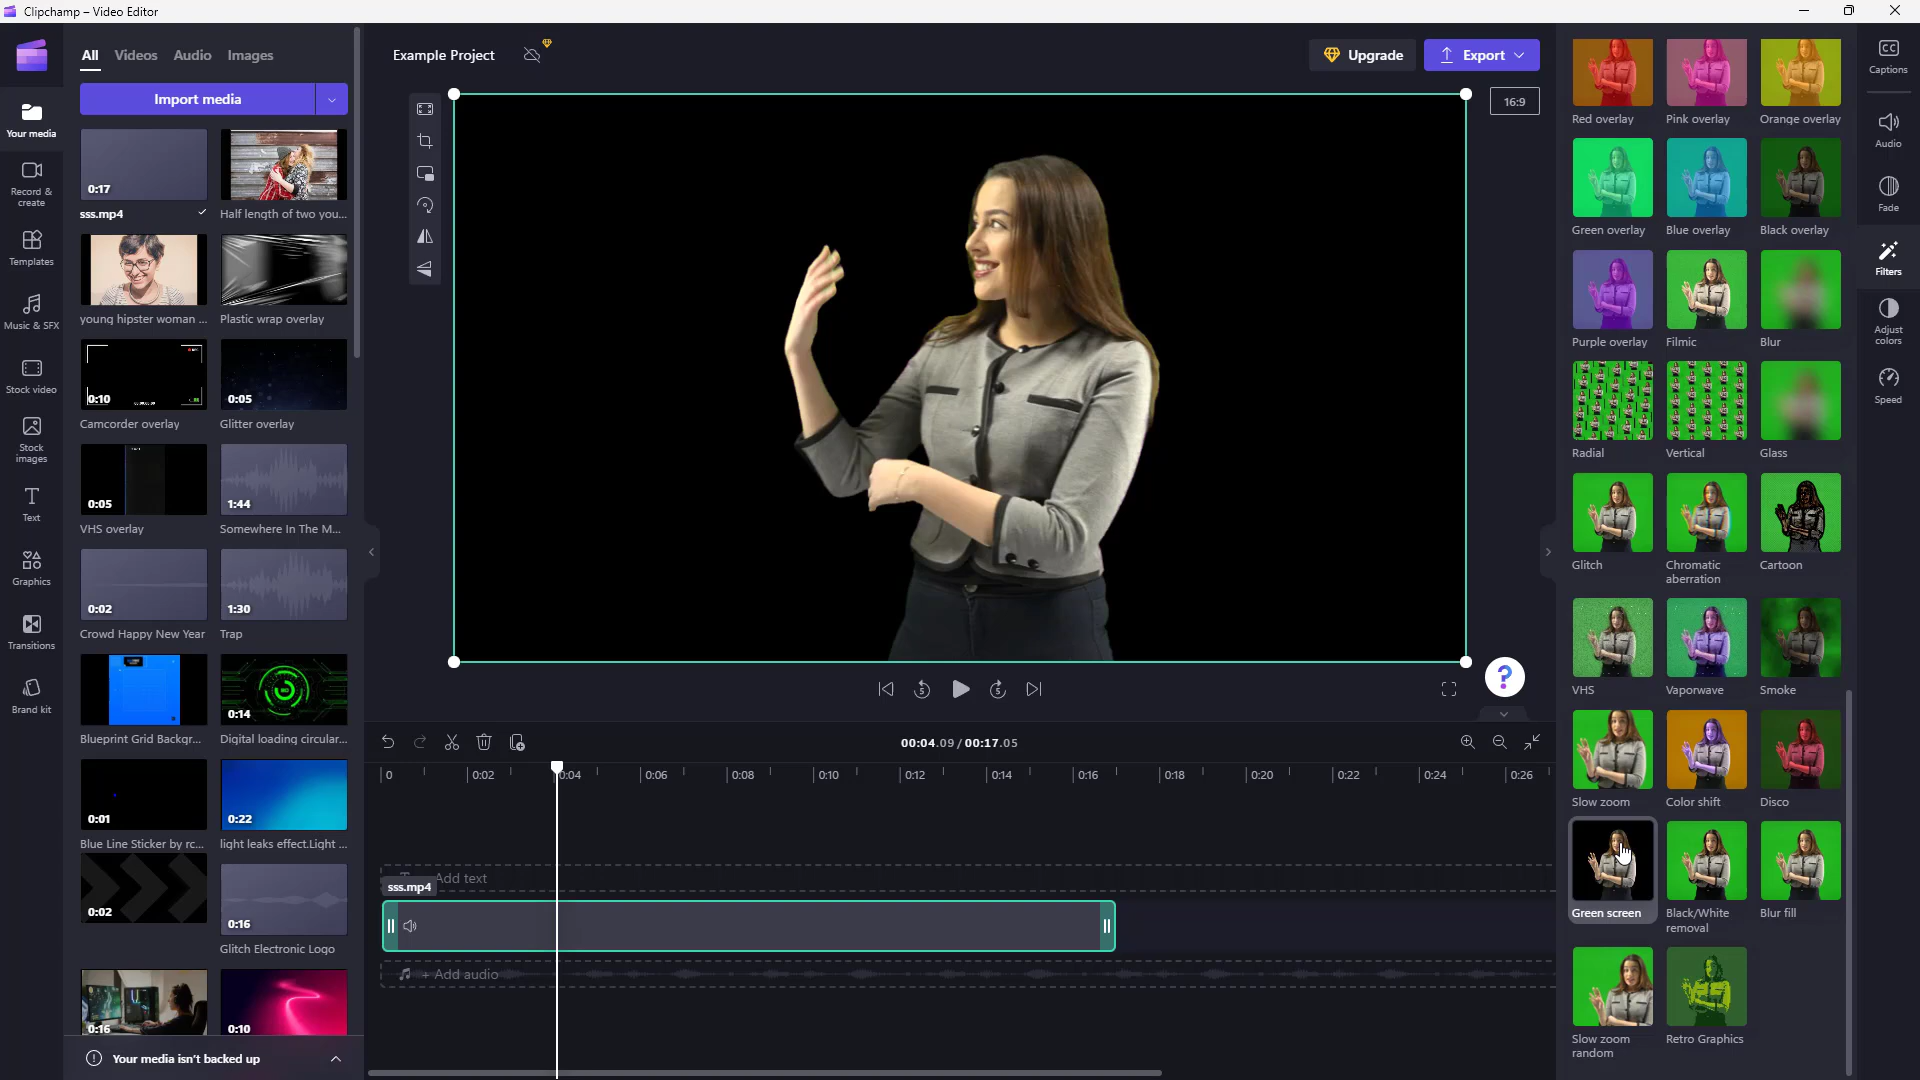 Clipchamp – Video Editor
All
Videos
Audio
Images
Import media
0:17
sss.mp4
Half length of two you...
young hipster woman ...
Plastic wrap overlay
0:10
Camcorder overlay
0:05
Glitter overlay
0:05
VHS overlay
1:44
Somewhere In The M...
0:02
Crowd Happy New Year
1:30
Trap
Blueprint Grid Backgr...
0:14
Digital loading circular...
0:01
Blue Line Sticker by rc...
0:22
light leaks effect.Light ...
0:02
0:16
Glitch Electronic Logo
0:16
0:10
Your media isn't backed up
Your media
Record &
create
Templates
Music & SFX
Stock video
Stock
images
Text
Graphics
Transitions
Brand kit
Example Project
Upgrade
Export
16:9
5
5
?
00:04.09 / 00:17.05
0
0:02
0:04
0:06
0:08
0:10
0:12
0:14
0:16
0:18
0:20
0:22
0:24
0:26
Add text
sss.mp4
+ Add audio
Red overlay
Pink overlay
Orange overlay
Green overlay
Blue overlay
Black overlay
Purple overlay
Filmic
Blur
Radial
Vertical
Glass
Glitch
Chromatic
aberration
Cartoon
VHS
Vaporwave
Smoke
Slow zoom
Color shift
Disco
Green screen
Black/White
removal
Blur fill
Slow zoom
random
Retro Graphics
CC
Captions
Audio
Fade
Filters
Adjust
colors
Speed